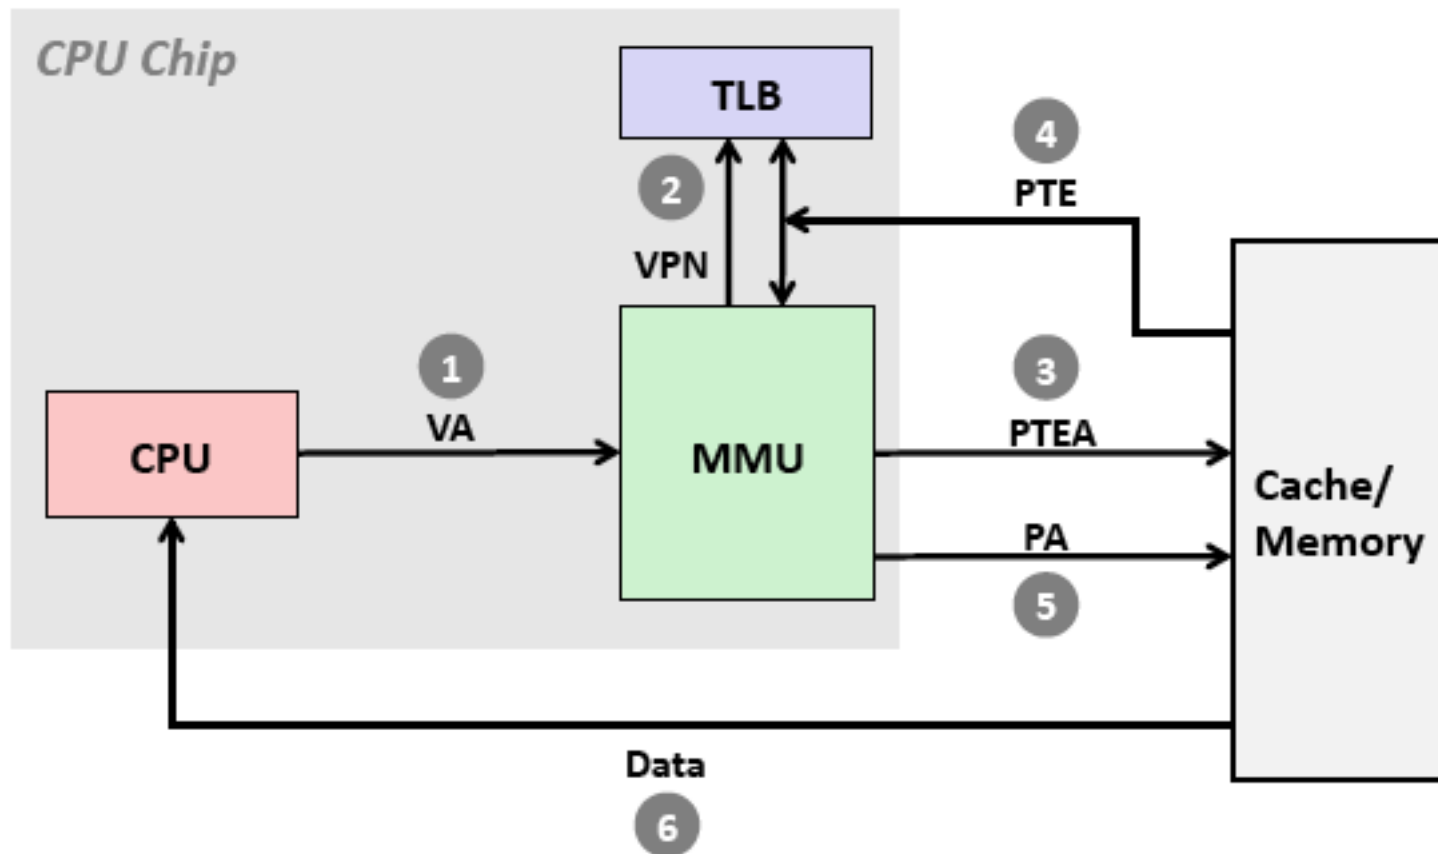 CPU Chip
TLB
4
PTE
2
VPN
1
VA
3
PTEA
CPU
MMU
Cache/
Memory
PA
5
Data
6